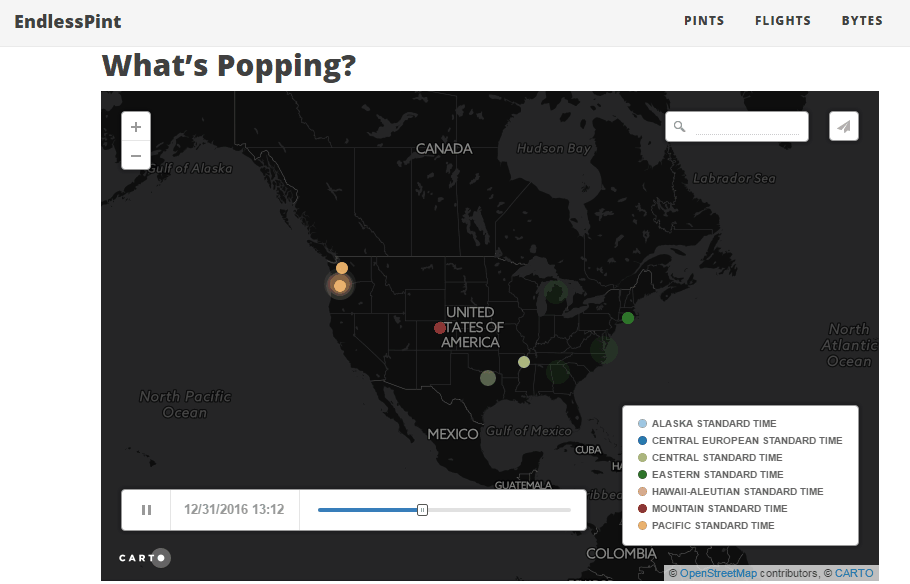 EndlessPint
PINTS FLIGHTS BYTES
What's Popping?
+
−
CANADA
Hudson Bay
Gulf of Alaska
Labrador Sea
UNITED
STATES OF
AMERICA
North
Atlantic
Ocean
North Pacific
Ocean
MEXICO
Gulf of Mexico
CUBA
GUATEMALA
ALASKA STANDARD TIME
CENTRAL EUROPEAN STANDARD TIME
CENTRAL STANDARD TIME
EASTERN STANDARD TIME
HAWAII-ALEUTIAN STANDARD TIME
MOUNTAIN STANDARD TIME
PACIFIC STANDARD TIME
12/31/2016 13:12
CARTO
COLOMBIA
© OpenStreetMap contributors, © CARTO